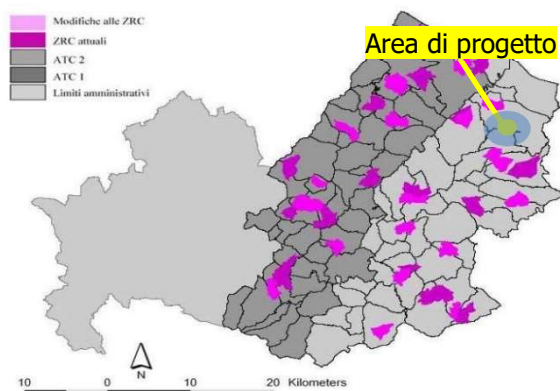 Modifiche alle ZRC
ZRC attuali
ATC 2
ATC 1
Limiti amministrativi
Area di progetto
N
10 0 10 20 Kilometers